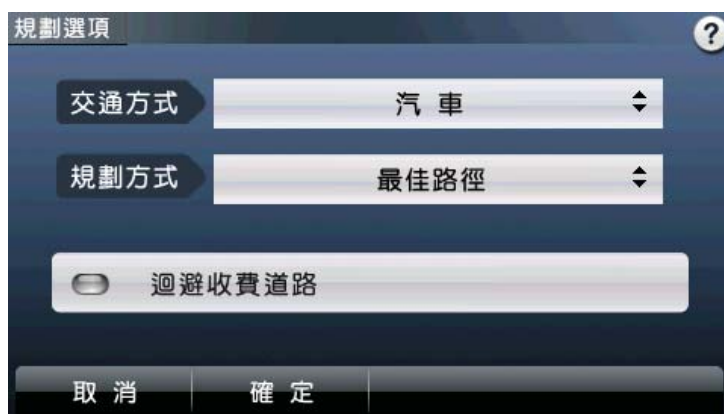 規劃選項
?
交通方式 汽車
規劃方式 最佳路徑
迴避收費道路
取消 確定